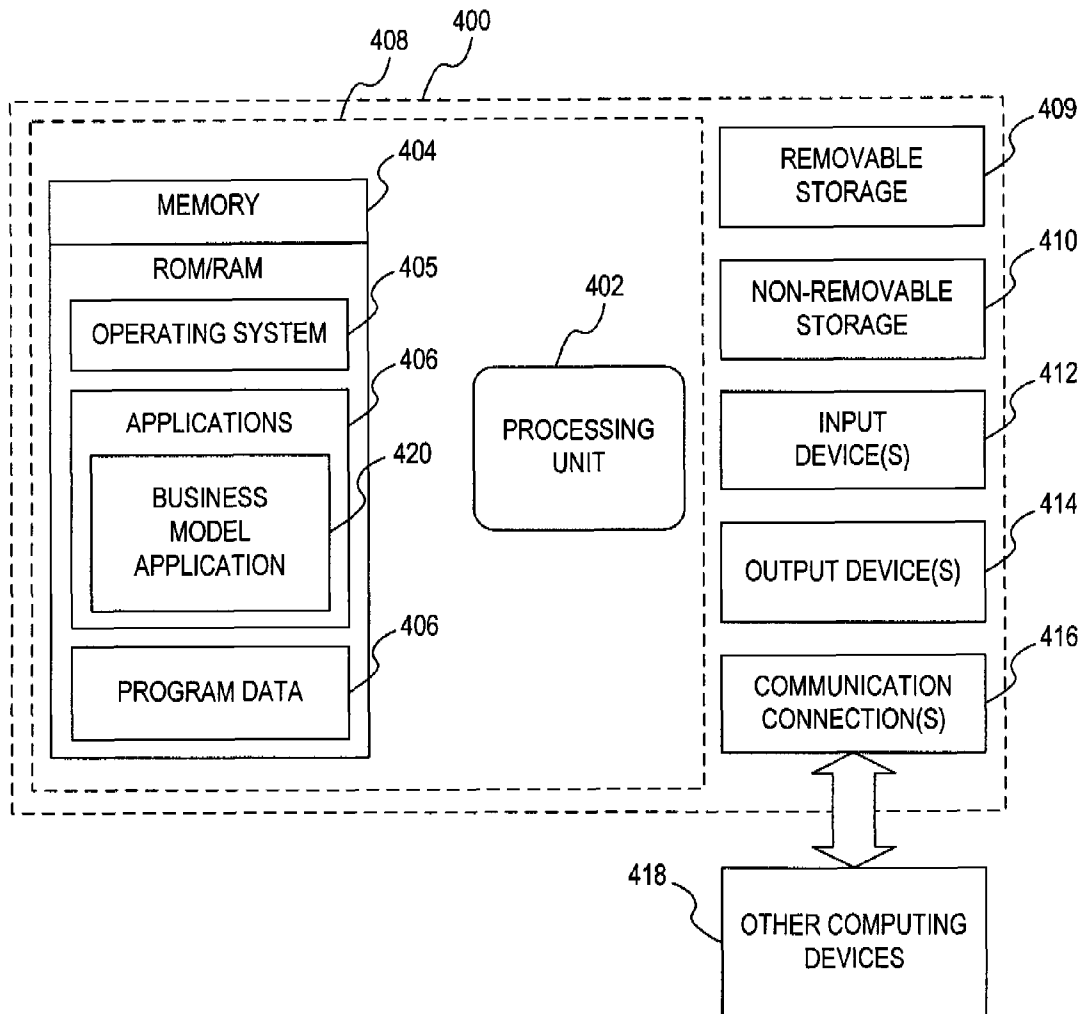 400
408
409
404
REMOVABLE
STORAGE
MEMORY
410
ROM/RAM
405
402
NON-REMOVABLE
STORAGE
OPERATING SYSTEM
406
412
APPLICATIONS
420
PROCESSING
UNIT
INPUT
DEVICE(S)
BUSINESS
MODEL
APPLICATION
414
OUTPUT DEVICE(S)
406
416
PROGRAM DATA
COMMUNICATION
CONNECTION(S)
418
OTHER COMPUTING
DEVICES